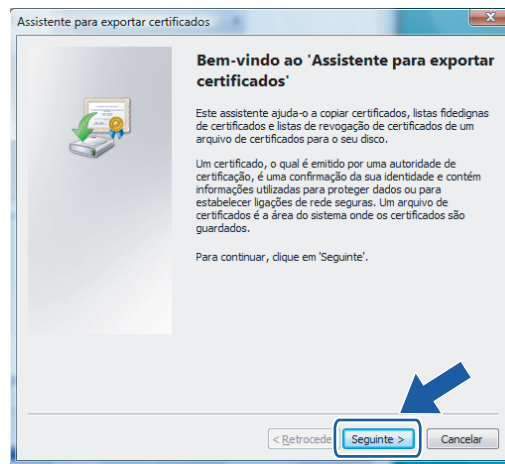 Assistente para exportar certificados
Bem-vindo ao 'Assistente para exportar
certificados'
Este assistente ajuda-o a copiar certificados, listas fidedignas
de certificados e listas de revogação de certificados de um
arquivo de certificados para o seu disco.
Um certificado, o qual é emitido por uma autoridade de
certificação, é uma confirmação da sua identidade e contém
informações utilizadas para proteger dados ou para
estabelecer ligações de rede seguras. Um arquivo de
certificados é a área do sistema onde os certificados são
guardados.
Para continuar, clique em 'Seguinte'.
< Retrocede Seguinte > Cancelar